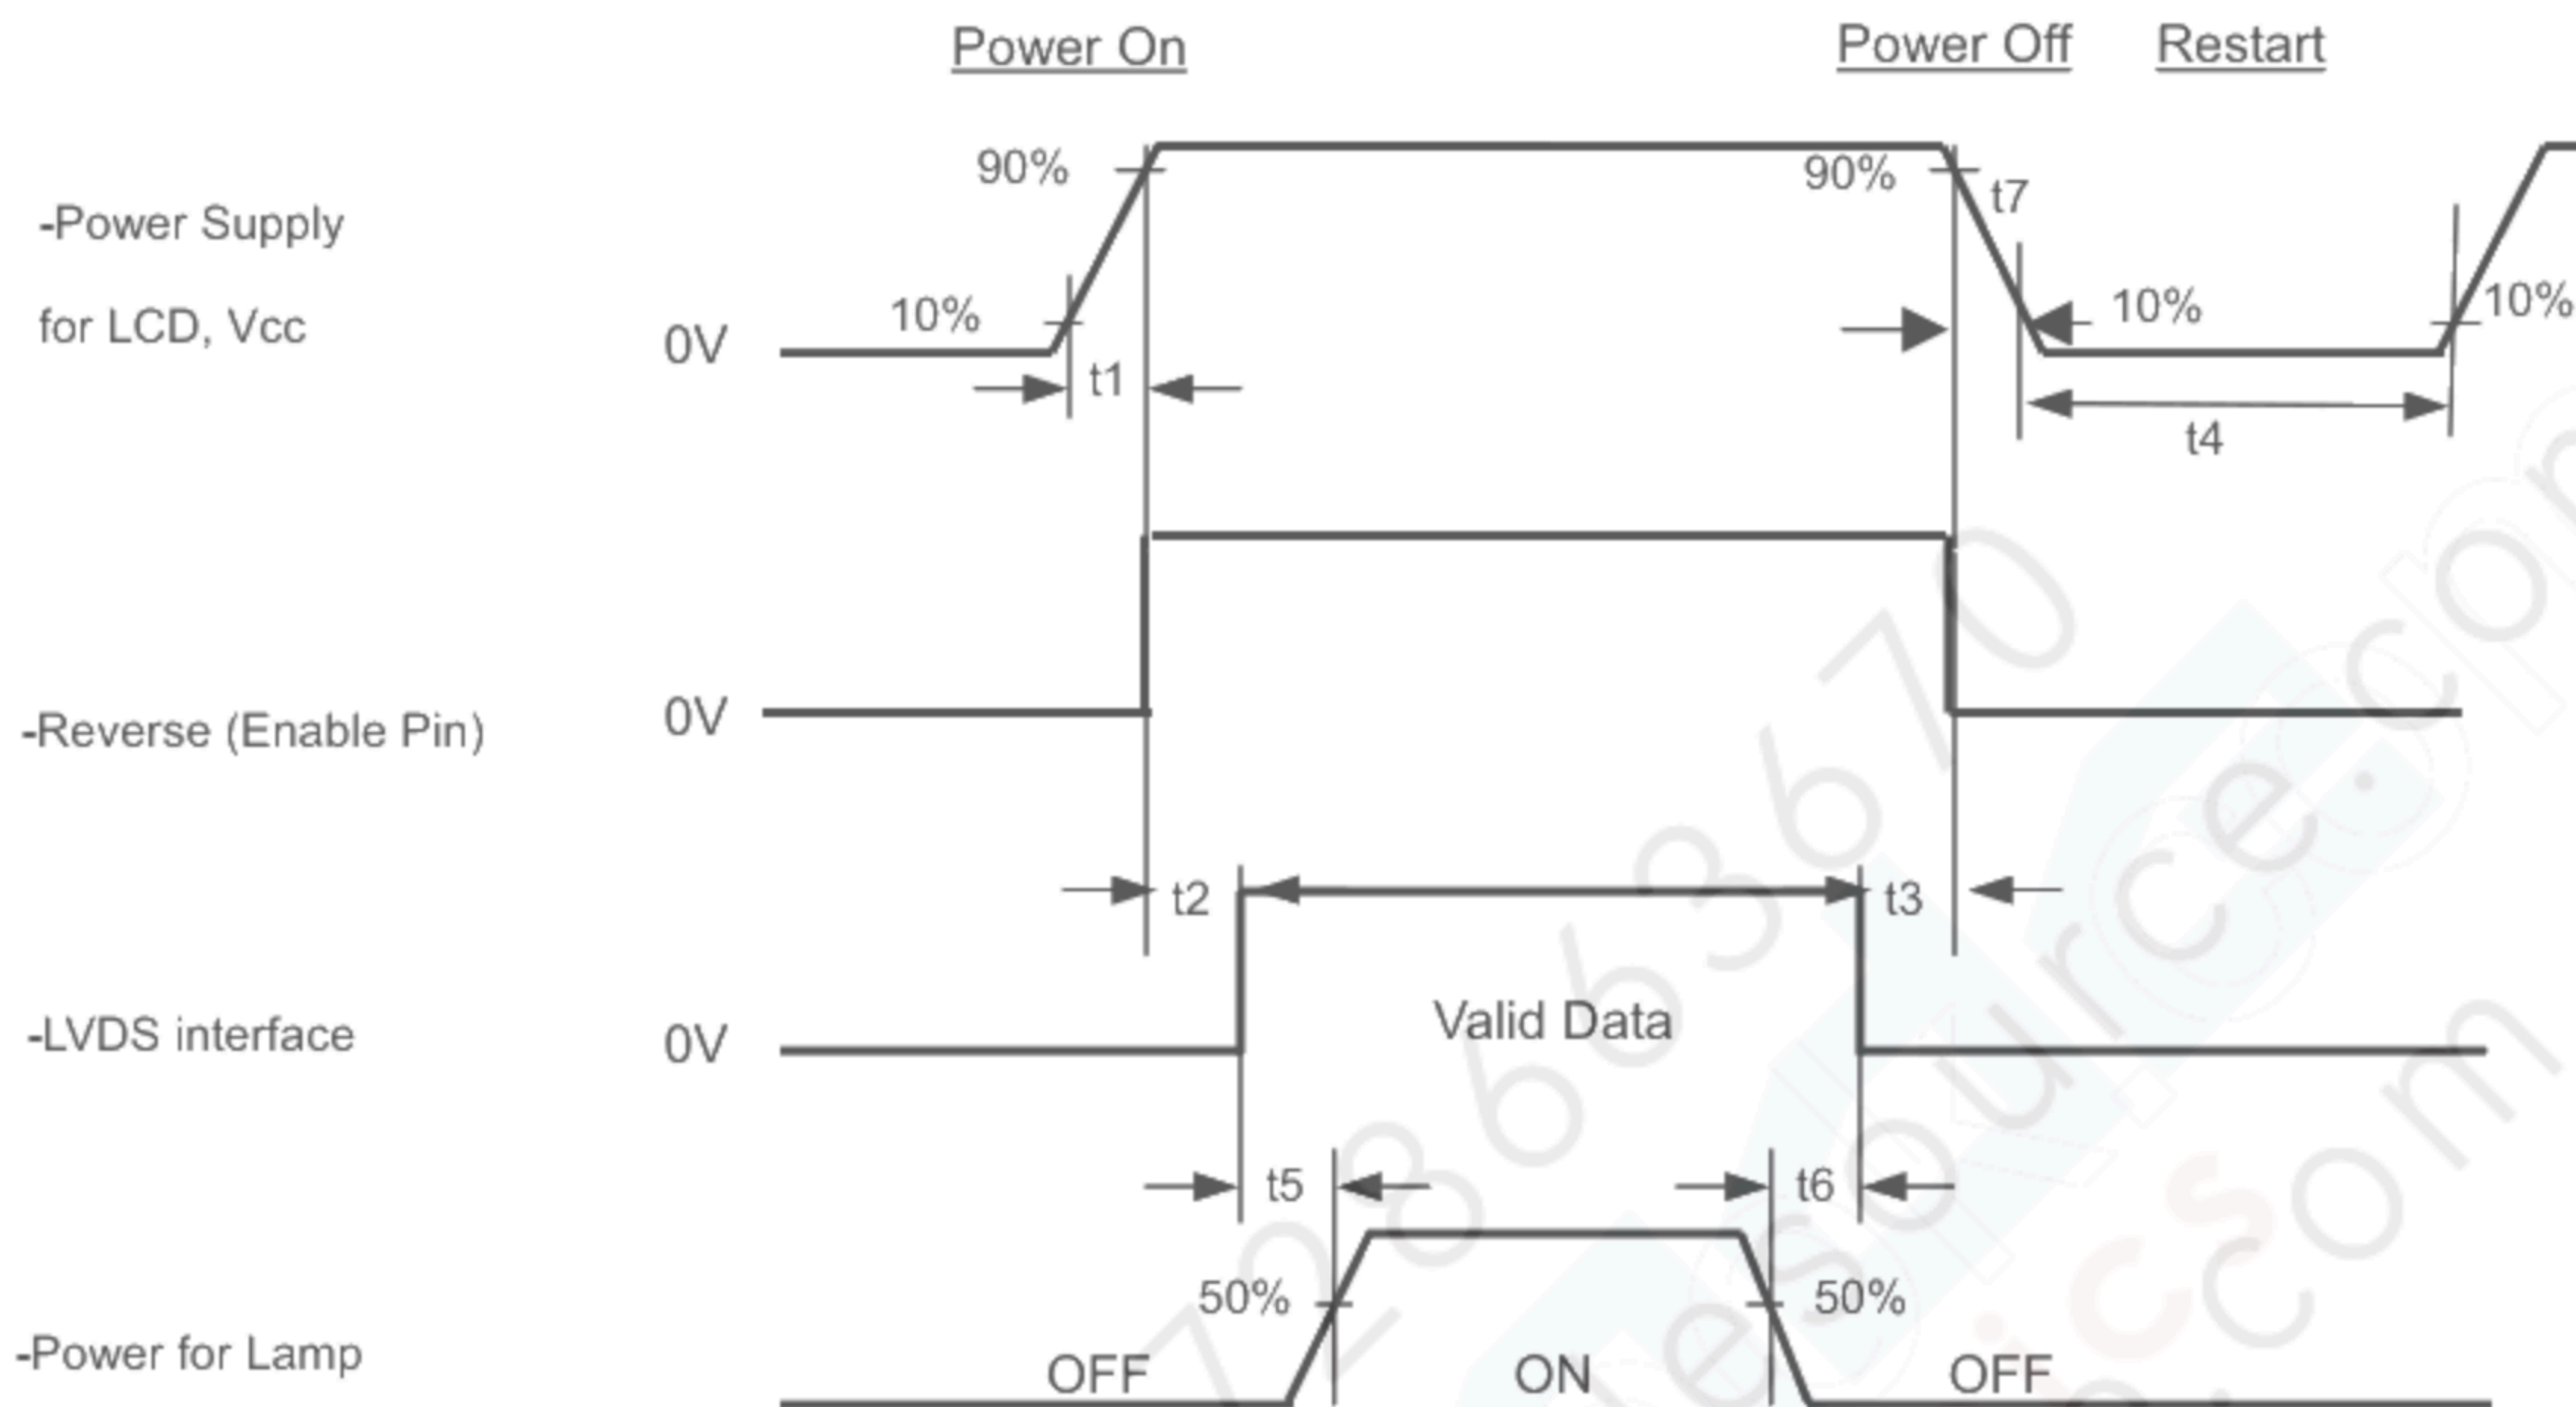 Power On Power Off Restart
90% 90% t7
-Power Supply
for LCD, Vcc 0V 10% 10% 10%
t1 t4
-Reverse (Enable Pin) 0V
t2 t3
-LVDS interface 0V Valid Data
t5 t6
50% 50%
-Power for Lamp OFF ON OFF